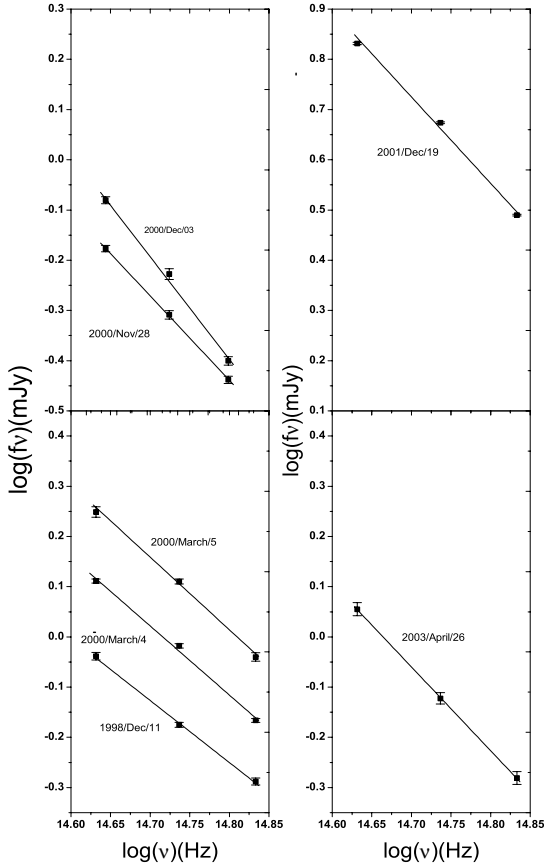 0.3
0.2
0.1
0.0
-0.1
-0.2
-0.3
-0.4
-0.5
2000/Dec/03
2000/Nov/28
0.9
0.8
0.7
0.6
0.5
0.4
0.3
0.2
0.1
2001/Dec/19
log(fν)(mJy)
log(fν)(mJy)
0.4
0.3
0.2
0.1
0.0
-0.1
-0.2
-0.3
2000/March/5
2000/March/4
1998/Dec/11
14.60 14.65 14.70 14.75 14.80 14.85
log(ν)(Hz)
0.4
0.3
0.2
0.1
0.0
-0.1
-0.2
-0.3
2003/April/26
14.60 14.65 14.70 14.75 14.80 14.85
log(ν)(Hz)